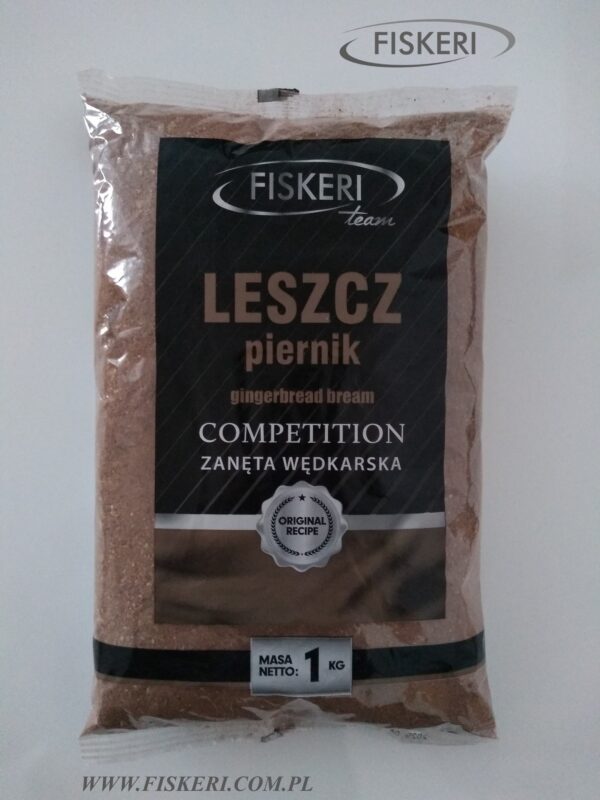 FISKERI
FISKERI
team
LESZCZ
piernik
gingerbread bream
COMPETITION
ZANĘTA WĘDKARSKA
ORIGINAL
RECIPE
MASA
NETTO: 1 KG
WWW.FISKERI.COM.PL